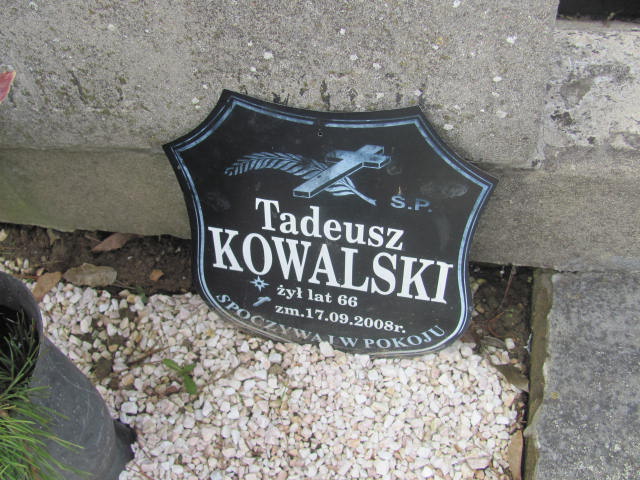 Ś.P.
Tadeusz
KOWALSKI
żył lat 66
zm.17.09.2008r.
SPOCZYWAJ W POKOJU